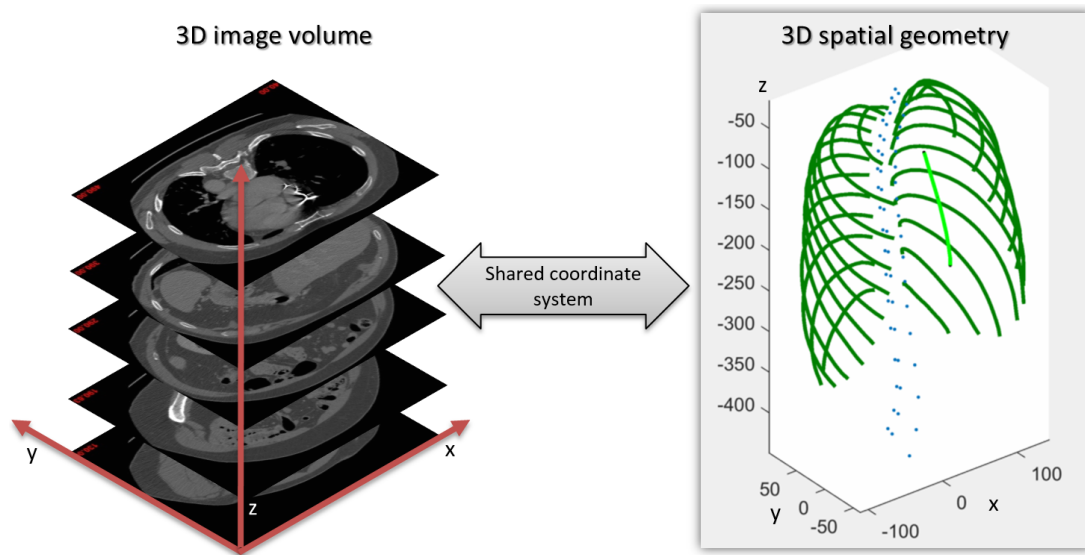 3D image volume
3D spatial geometry
z
-50
-100
-150
-200
-250
-300
-350
-400
Shared coordinate
system
y
x
z
50
0
-50
y
-100
0
100
x